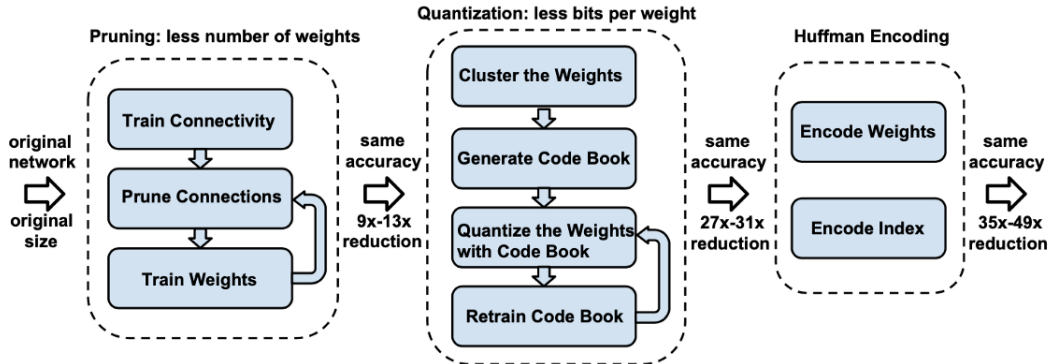 original
network
original
size
Pruning: less number of weights
Train Connectivity
Prune Connections
Train Weights
same
accuracy
9x-13x
reduction
Quantization: less bits per weight
Cluster the Weights
Generate Code Book
Quantize the Weights
with Code Book
Retrain Code Book
same
accuracy
27x-31x
reduction
Huffman Encoding
Encode Weights
Encode Index
same
accuracy
35x-49x
reduction